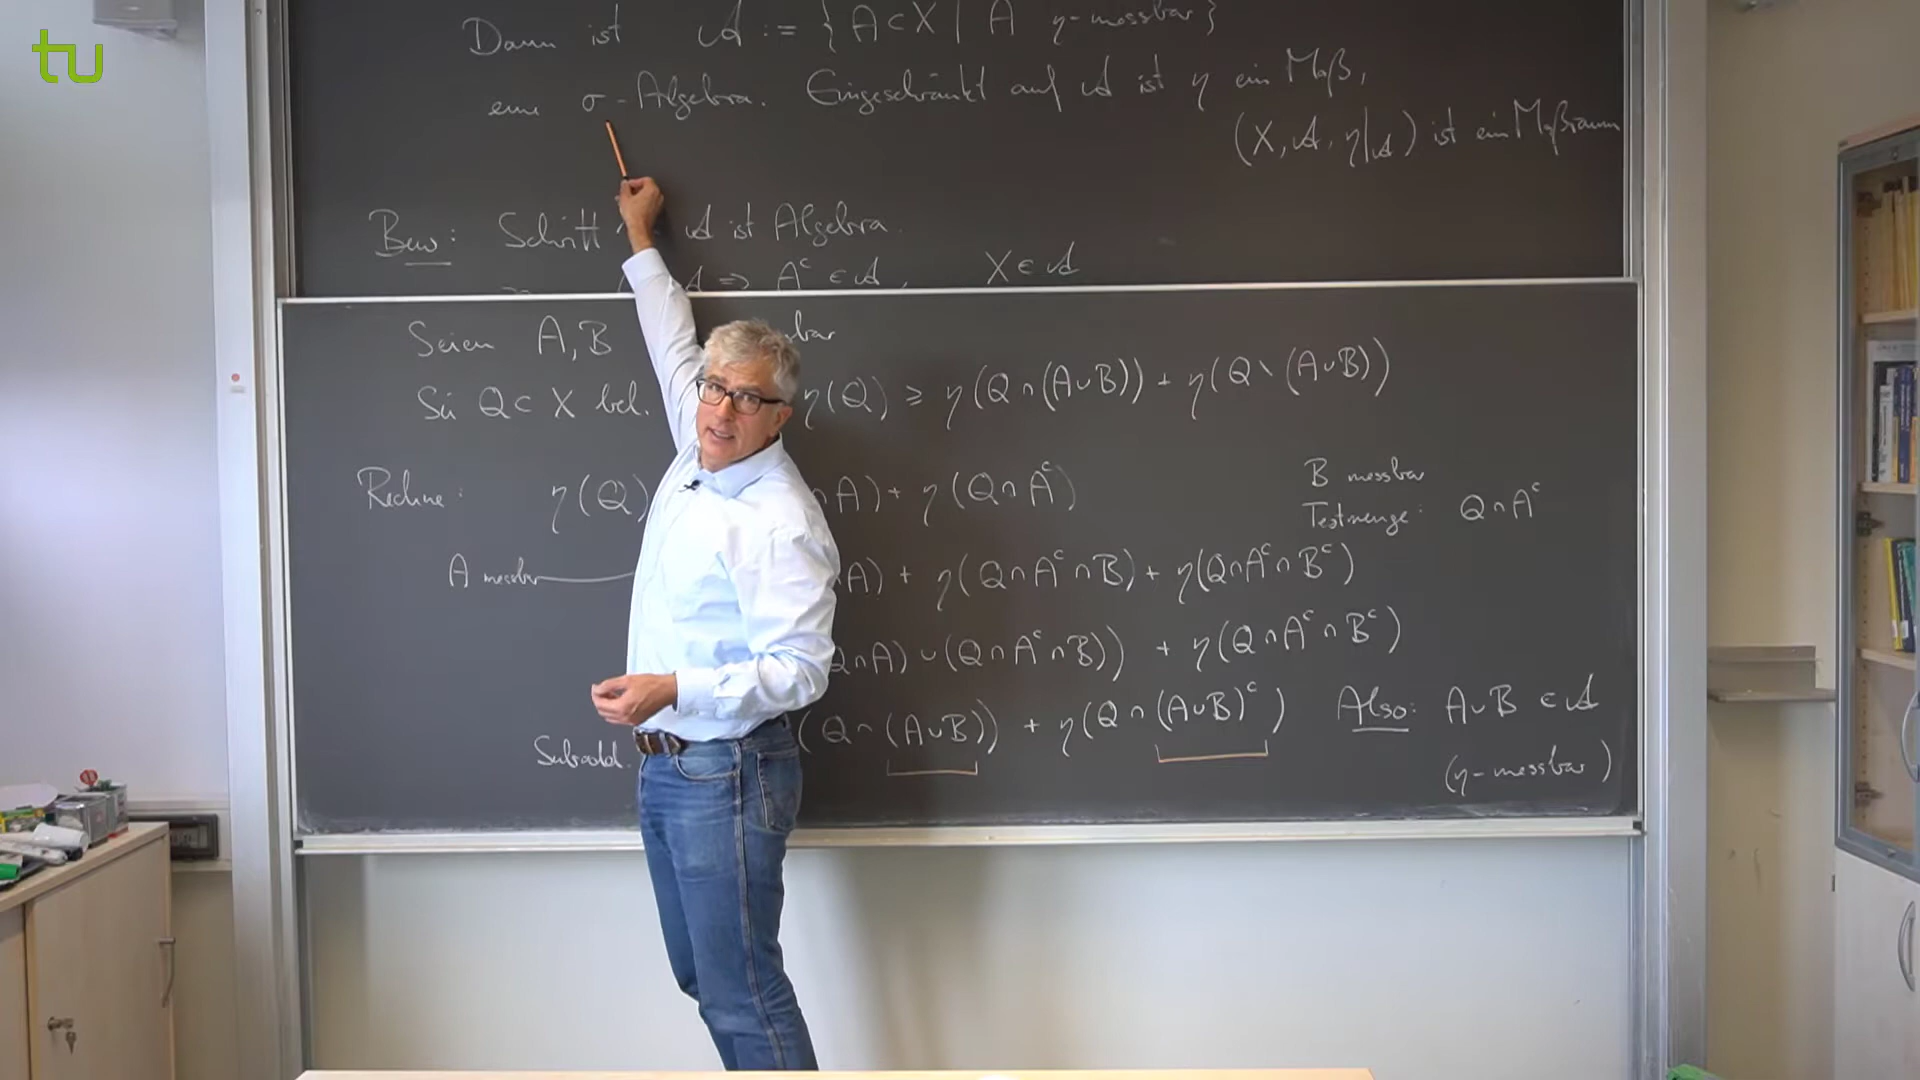 tu
Dann ist 𝒜 := { A ⊂ X | A η-messbar }
eine σ-Algebra. Eingeschränkt auf 𝒜 ist η ein Maß,
(X, 𝒜, η|𝒜) ist ein Maßraum
Bew: Schritt 𝒜 ist Algebra.
𝒜 => Aᶜ ∈ 𝒜, X ∈ 𝒜
Seien A, B bar
Sei Q ⊂ X bel. η(Q) ≥ η(Q ∩ (A ∪ B)) + η(Q \ (A ∪ B))
Rechne: η(Q) ∩ A) + η(Q ∩ Aᶜ)
B messbar
Testmenge: Q ∩ Aᶜ
A messbar A) + η(Q ∩ Aᶜ ∩ B) + η(Q ∩ Aᶜ ∩ Bᶜ)
Q ∩ A) ∪ (Q ∩ Aᶜ ∩ B)) + η(Q ∩ Aᶜ ∩ Bᶜ)
Subadd. (Q ∩ (A ∪ B)) + η(Q ∩ (A ∪ B)ᶜ) Also: A ∪ B ∈ 𝒜
(η-messbar)